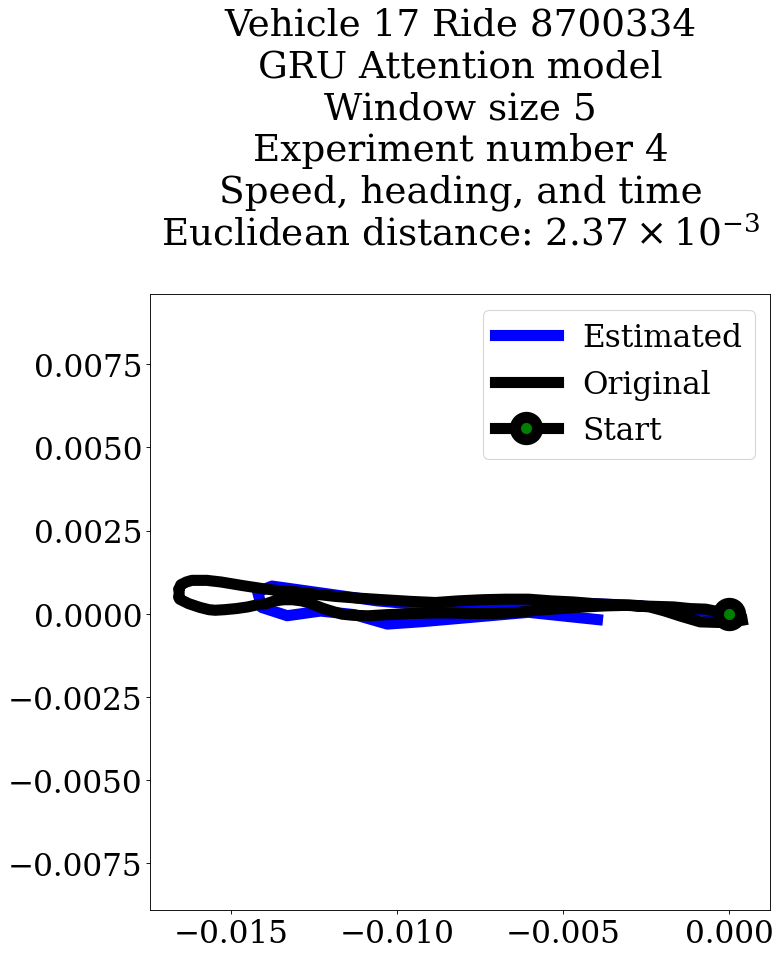 Vehicle 17 Ride 8700334
GRU Attention model
Window size 5
Experiment number 4
Speed, heading, and time
Euclidean distance: 2.37 × 10⁻³
Estimated
Original
Start
0.0075
0.0050
0.0025
0.0000
−0.0025
−0.0050
−0.0075
−0.015 −0.010 −0.005 0.000